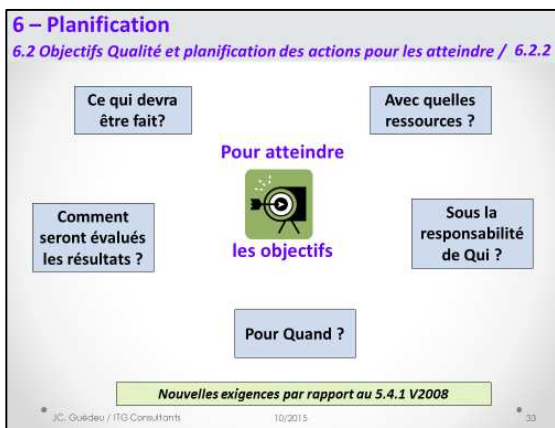 6 – Planification
6.2 Objectifs Qualité et planification des actions pour les atteindre / 6.2.2
Ce qui devra
être fait?
Avec quelles
ressources ?
Pour atteindre
Comment
seront évalués
les résultats ?
les objectifs
Sous la
responsabilité
de Qui ?
Pour Quand ?
Nouvelles exigences par rapport au 5.4.1 V2008
JC. Guédeu / ITG Consultants 10/2015 33